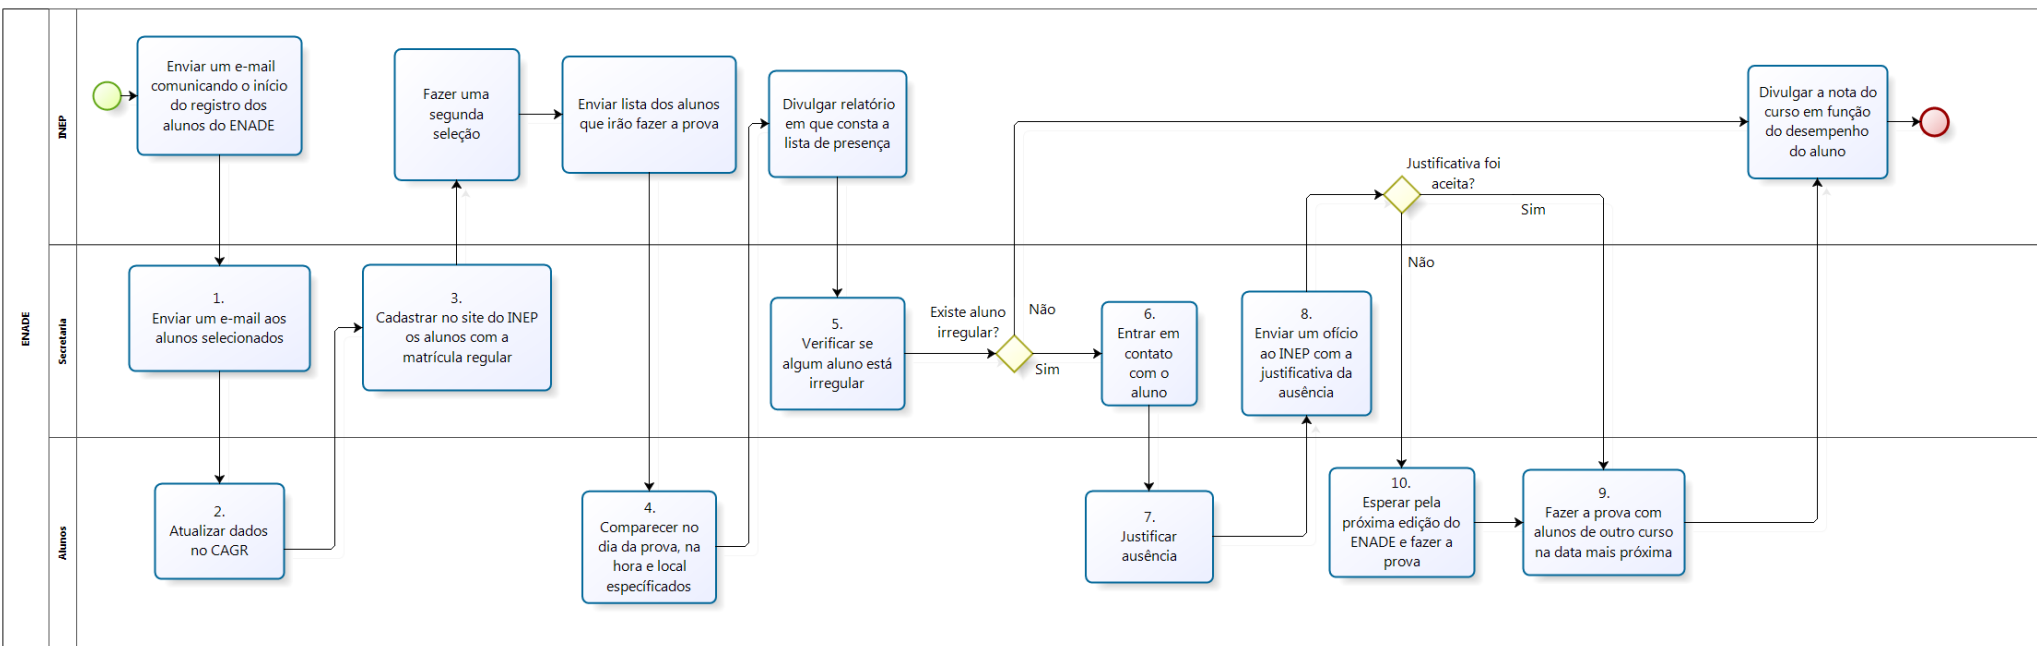 ENADE
INEP
Enviar um e-mail
comunicando o início
do registro dos
alunos do ENADE
Fazer uma
segunda
seleção
Enviar lista dos alunos
que irão fazer a prova
Divulgar relatório
em que consta a
lista de presença
Justificativa foi
aceita?
Sim
Não
Divulgar a nota do
curso em função
do desempenho
do aluno
Secretaria
1.
Enviar um e-mail aos
alunos selecionados
3.
Cadastrar no site do INEP
os alunos com a
matrícula regular
5.
Verificar se
algum aluno está
irregular
Existe aluno
irregular?
Não
Sim
6.
Entrar em
contato
com o
aluno
8.
Enviar um ofício
ao INEP com a
justificativa da
ausência
Alunos
2.
Atualizar dados
no CAGR
4.
Comparecer no
dia da prova, na
hora e local
específicados
7.
Justificar
ausência
10.
Esperar pela
próxima edição do
ENADE e fazer a
prova
9.
Fazer a prova com
alunos de outro curso
na data mais próxima